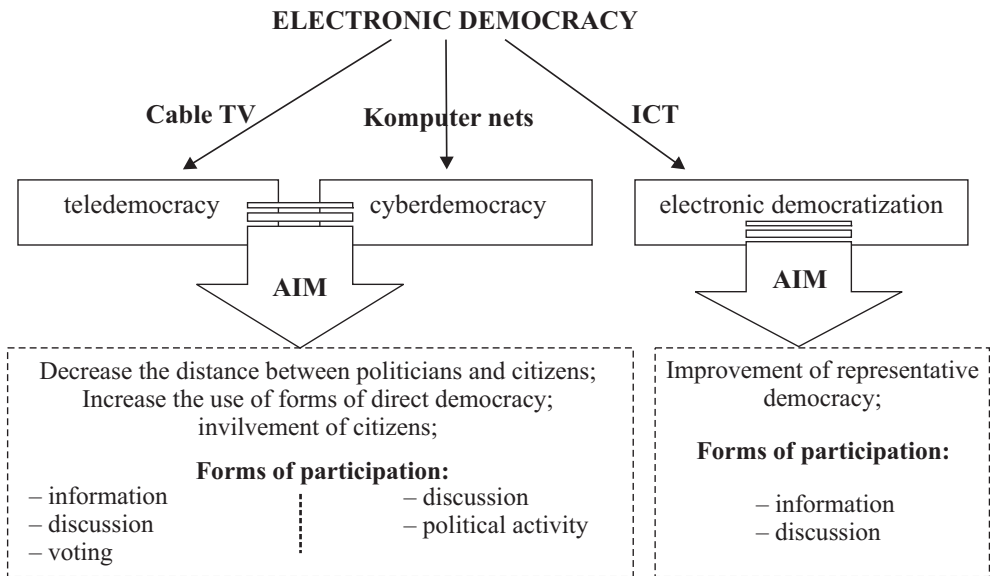 ELECTRONIC DEMOCRACY
Cable TV
Komputer nets
ICT
teledemocracy
cyberdemocracy
electronic democratization
AIM
AIM
Decrease the distance between politicians and citizens;
Increase the use of forms of direct democracy;
invilvement of citizens;
Forms of participation:
– information
– discussion
– voting
– discussion
– political activity
Improvement of representative
democracy;
Forms of participation:
– information
– discussion